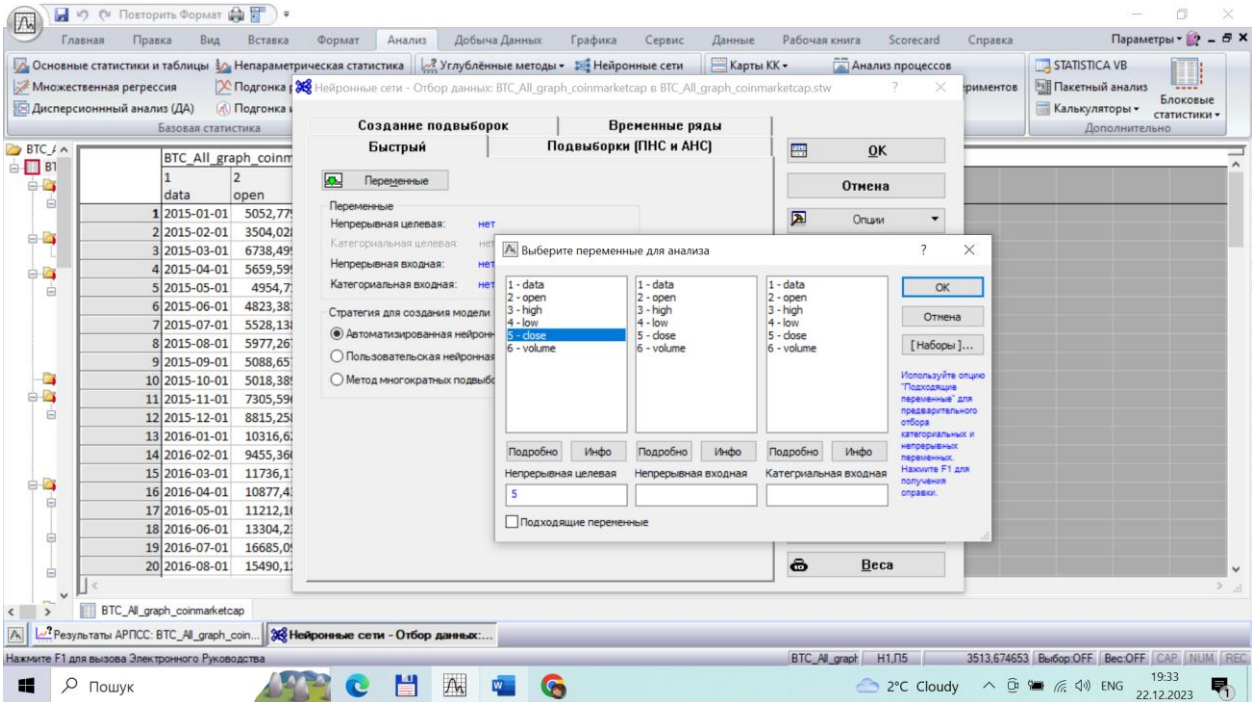 Повторить Формат
Главная Правка Вид Вставка Формат Анализ Добыча Данных Графика Сервис Данные Рабочая книга Scorecard Справка Параметры
Основные статистики и таблицы Непараметрическая статистика Углублённые методы Нейронные сети Карты КК Анализ процессов STATISTICA VB
Множественная регрессия Подгонка Пакетный анализ
Дисперсионный анализ (ДА) Подгонка Калькуляторы Блоковые статистики
Базовая статистика Дополнительно
Нейронные сети - Отбор данных: BTC_All_graph_coinmarketcap в BTC_All_graph_coinmarketcap.stw ?
риментов
Создание подвыборок Временные ряды
Быстрый Подвыборки (ПНС и АНС)
Переменные
Переменные
Непрерывная целевая: нет
Категориальная целевая: нет
Непрерывная входная: нет
Категориальная входная: нет
Стратегия для создания модели
Автоматизированная нейрон
Пользовательская нейронная
Метод многократных подвыбо
OK
Отмена
Опции
Веса
BTC_
BTC_All_graph_coinm
1 2
data open
1 2015-01-01 5052,77
2 2015-02-01 3504,02
3 2015-03-01 6738,49
4 2015-04-01 5659,59
5 2015-05-01 4954,7
6 2015-06-01 4823,38
7 2015-07-01 5528,13
8 2015-08-01 5977,26
9 2015-09-01 5088,65
10 2015-10-01 5018,38
11 2015-11-01 7305,59
12 2015-12-01 8815,25
13 2016-01-01 10316,6
14 2016-02-01 9455,36
15 2016-03-01 11736,1
16 2016-04-01 10877,4
17 2016-05-01 11212,1
18 2016-06-01 13304,2
19 2016-07-01 16685,0
20 2016-08-01 15490,1
Выберите переменные для анализа ?
1 - data 1 - data 1 - data
2 - open 2 - open 2 - open
3 - high 3 - high 3 - high
4 - low 4 - low 4 - low
5 - close 5 - close 5 - close
6 - volume 6 - volume 6 - volume
Подробно Инфо Подробно Инфо Подробно Инфо
Непрерывная целевая Непрерывная входная Категриальная входная
5
Подходящие переменные
OK
Отмена
[ Наборы ]...
Используйте опцию
"Подходящие
переменные" для
предварительного
отбора
категориальных и
непрерывных
переменных.
Нажмите F1 для
получения
справки.
BTC_All_graph_coinmarketcap
Результаты АРПСС: BTC_All_graph_coin... Нейронные сети - Отбор данных:...
Нажмите F1 для вызова Электронного Руководства BTC_All_grapt H1,П5 3513,674653 Выбор:OFF Вес:OFF CAP NUM REC
Пошук 2°C Cloudy ENG 19:33
22.12.2023